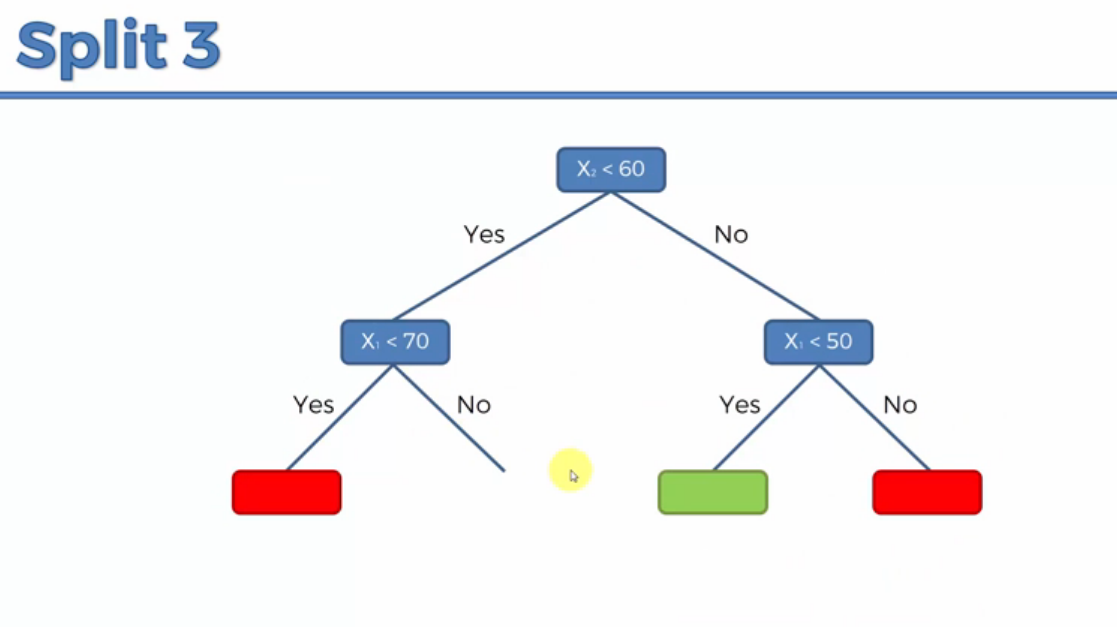 Split 3
X₂ < 60
Yes
No
X₁ < 70
X₁ < 50
Yes
No
Yes
No